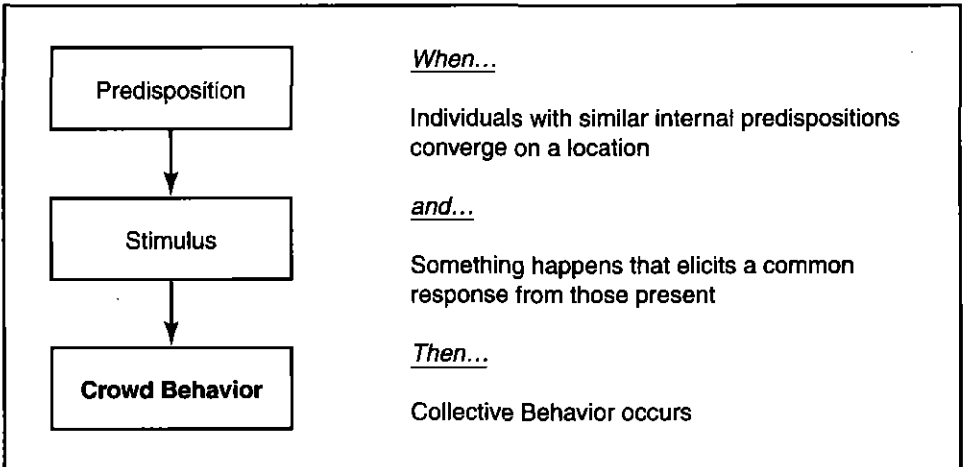 Predisposition
When...
Individuals with similar internal predispositions
converge on a location
Stimulus
and...
Something happens that elicits a common
response from those present
Crowd Behavior
Then...
Collective Behavior occurs